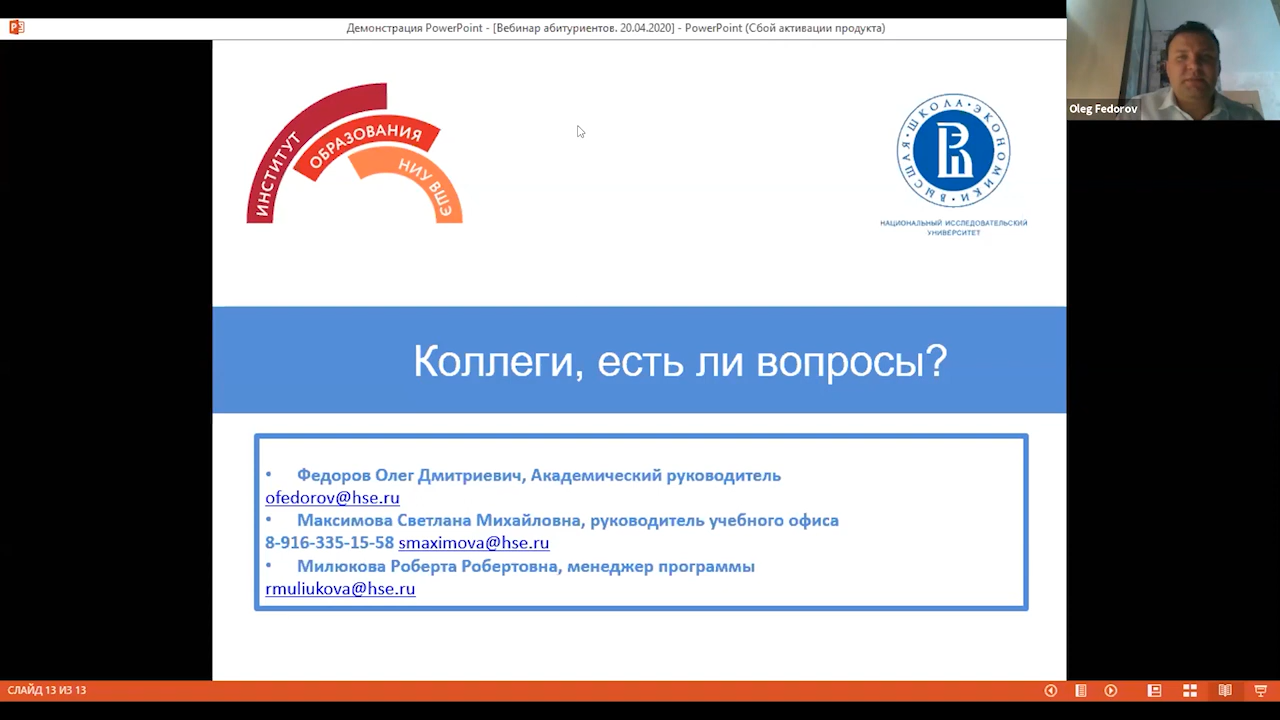 Демонстрация PowerPoint - [Вебинар абитуриентов. 20.04.2020] - PowerPoint (Сбой активации продукта)
Oleg Fedorov
ИНСТИТУТ
ОБРАЗОВАНИЯ
НИУ ВШЭ
ВЫСШАЯ • ШКОЛА • ЭКОНОМИКИ
НАЦИОНАЛЬНЫЙ ИССЛЕДОВАТЕЛЬСКИЙ
УНИВЕРСИТЕТ
Коллеги, есть ли вопросы?
• Федоров Олег Дмитриевич, Академический руководитель
ofedorov@hse.ru
• Максимова Светлана Михайловна, руководитель учебного офиса
8-916-335-15-58 smaximova@hse.ru
• Милюкова Роберта Робертовна, менеджер программы
rmuliukova@hse.ru
СЛАЙД 13 ИЗ 13